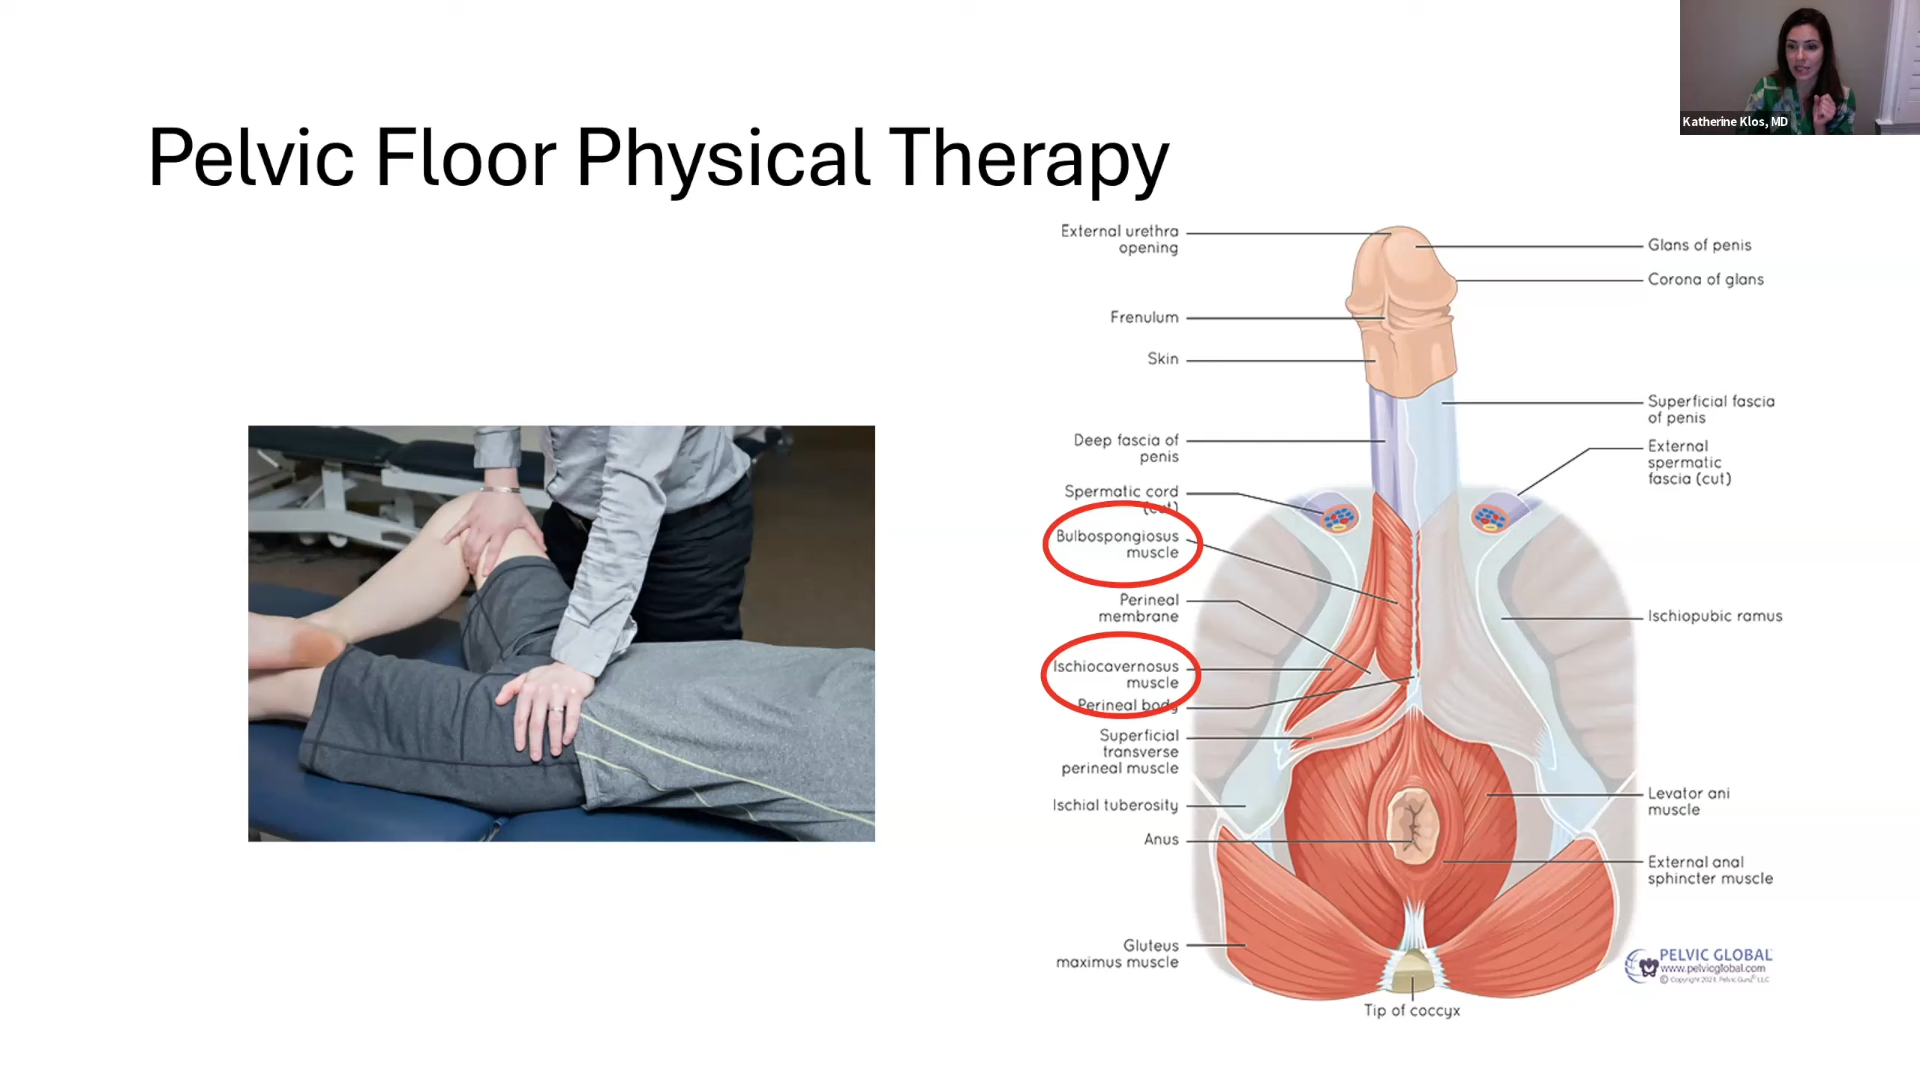 Katherine Klos, MD
Pelvic Floor Physical Therapy
External urethra
opening
Frenulum
Skin
Deep fascia of
penis
Spermatic cord
(cut)
Bulbospongiosus
muscle
Perineal
membrane
Ischiocavernosus
muscle
Perineal body
Superficial
transverse
perineal muscle
Ischial tuberosity
Anus
Gluteus
maximus muscle
Tip of coccyx
Glans of penis
Corona of glans
Superficial fascia
of penis
External
spermatic
fascia (cut)
Ischiopubic ramus
Levator ani
muscle
External anal
sphincter muscle
PELVIC GLOBAL
www.pelvicglobal.com